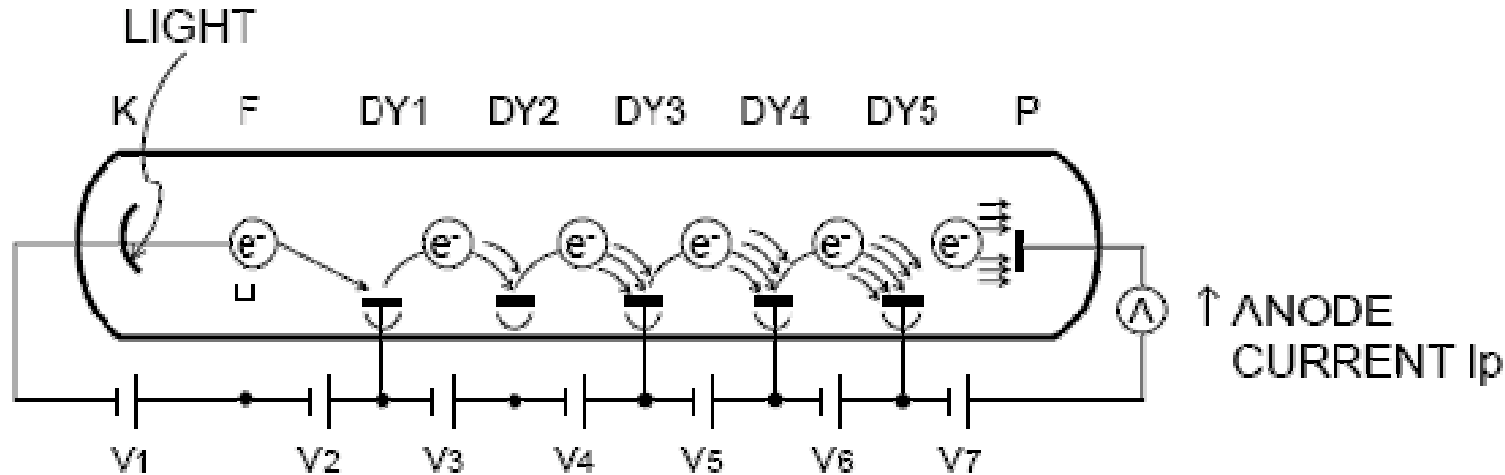 LIGHT
K F DY1 DY2 DY3 DY4 DY5 P
e- e- e- e- e- e-
A
↑ ANODE
CURRENT Ip
V1 V2 V3 V4 V5 V6 V7